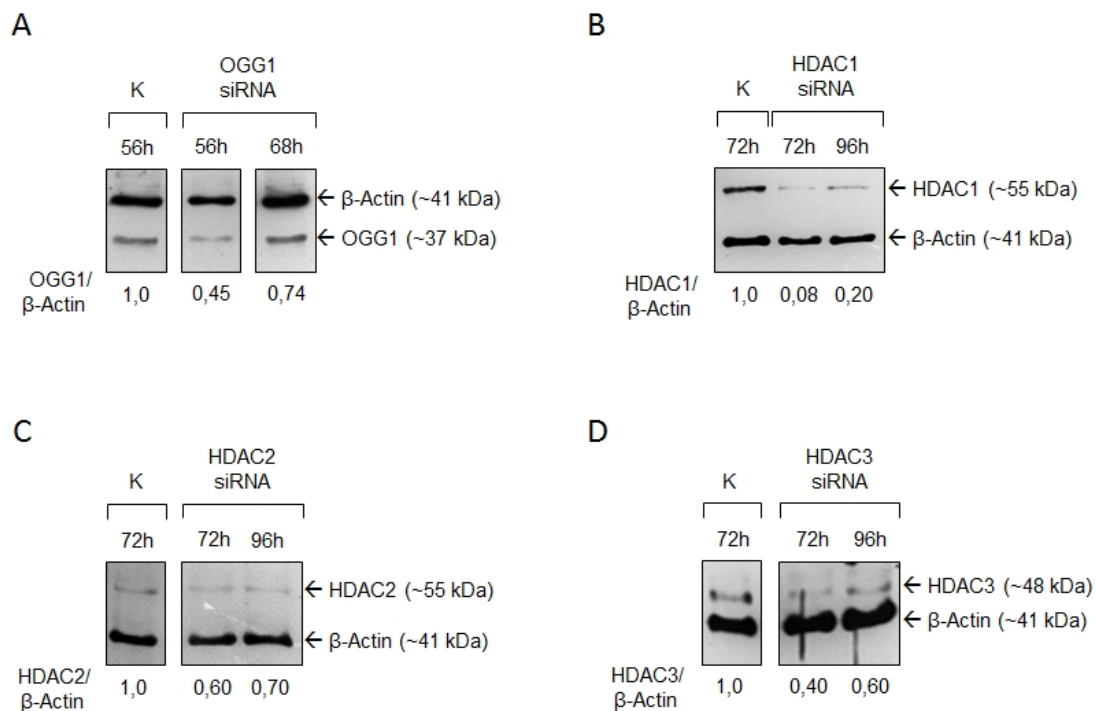 A
OGG1
siRNA
K
56h 56h 68h
← β-Actin (~41 kDa)
← OGG1 (~37 kDa)
OGG1/
β-Actin
1,0 0,45 0,74
B
HDAC1
siRNA
K
72h 72h 96h
← HDAC1 (~55 kDa)
← β-Actin (~41 kDa)
HDAC1/
β-Actin
1,0 0,08 0,20
C
HDAC2
siRNA
K
72h 72h 96h
← HDAC2 (~55 kDa)
← β-Actin (~41 kDa)
HDAC2/
β-Actin
1,0 0,60 0,70
D
HDAC3
siRNA
K
72h 72h 96h
← HDAC3 (~48 kDa)
← β-Actin (~41 kDa)
HDAC3/
β-Actin
1,0 0,40 0,60